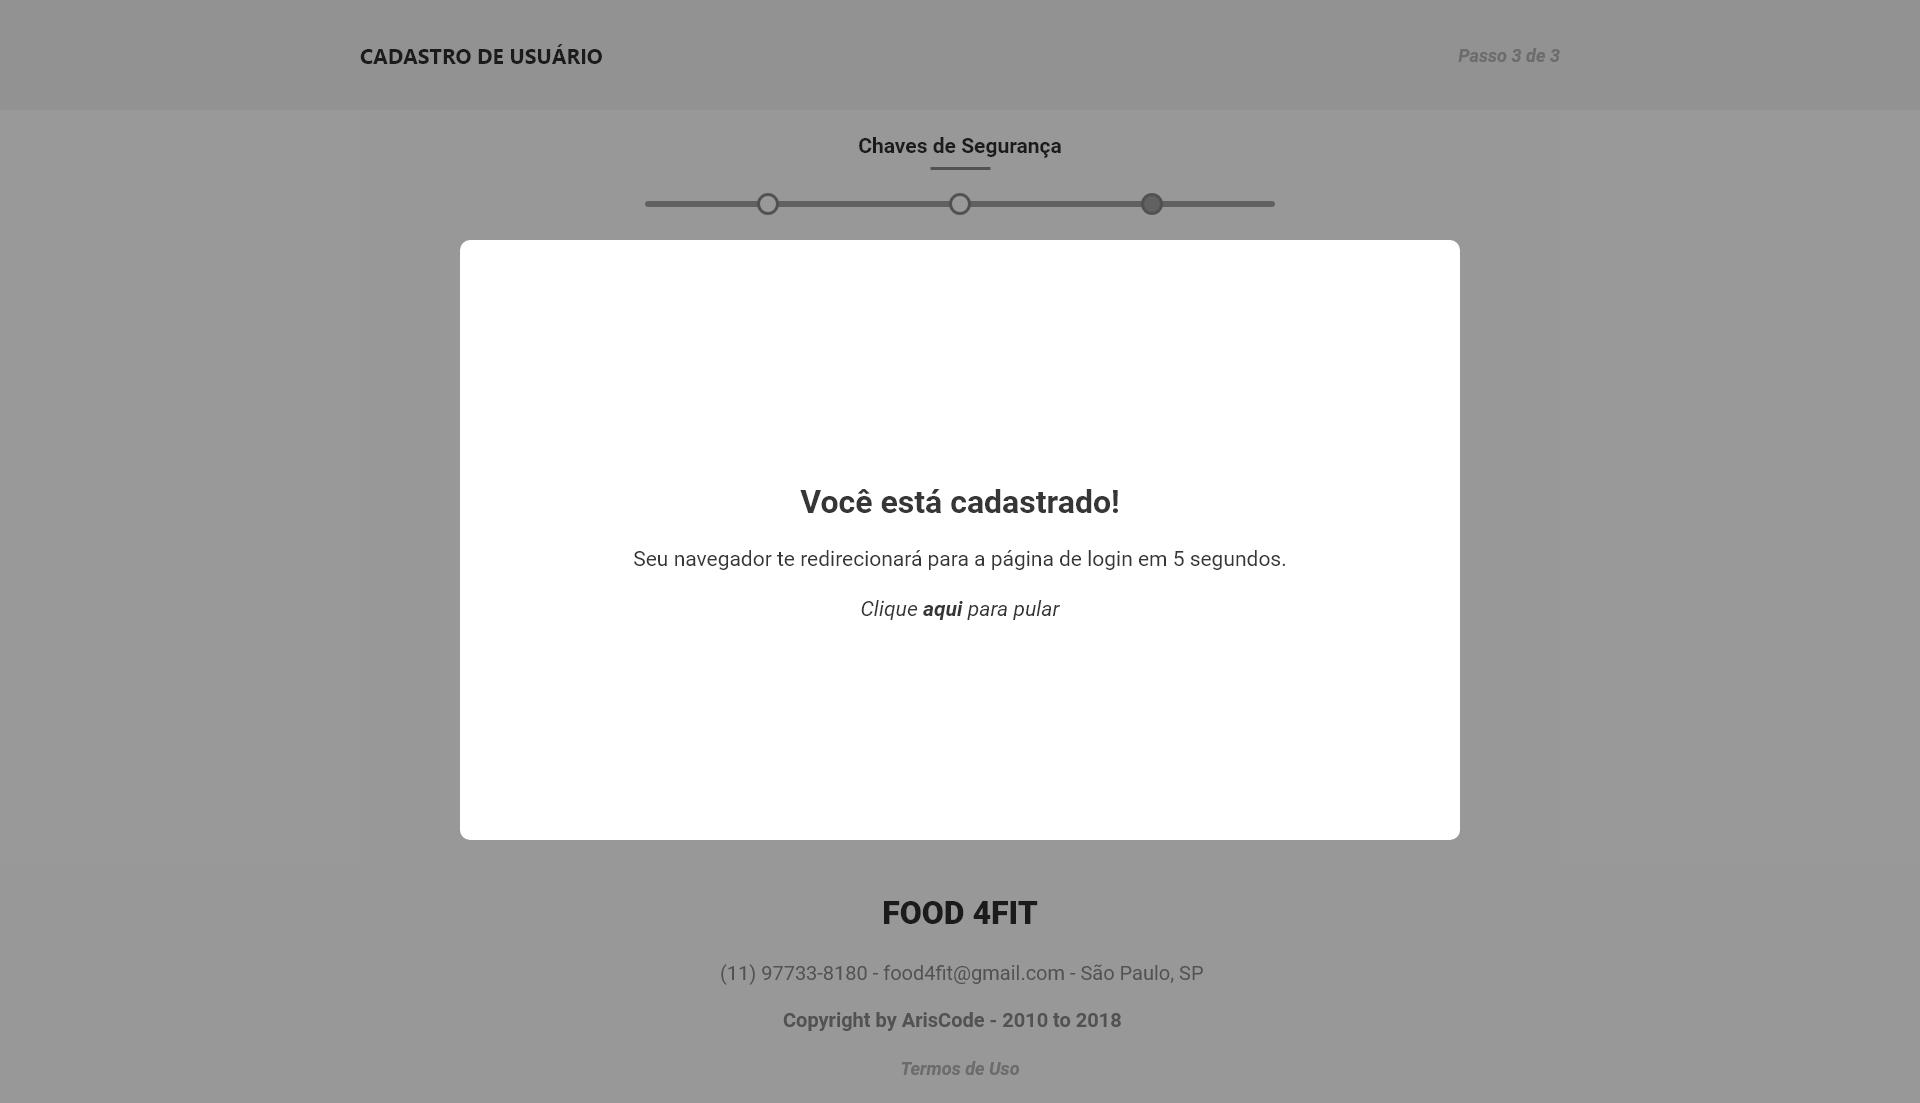 CADASTRO DE USUÁRIO
Passo 3 de 3
Chaves de Segurança
Você está cadastrado!
Seu navegador te redirecionará para a página de login em 5 segundos.
Clique aqui para pular
FOOD 4FIT
(11) 97733-8180 - food4fit@gmail.com - São Paulo, SP
Copyright by ArisCode - 2010 to 2018
Termos de Uso